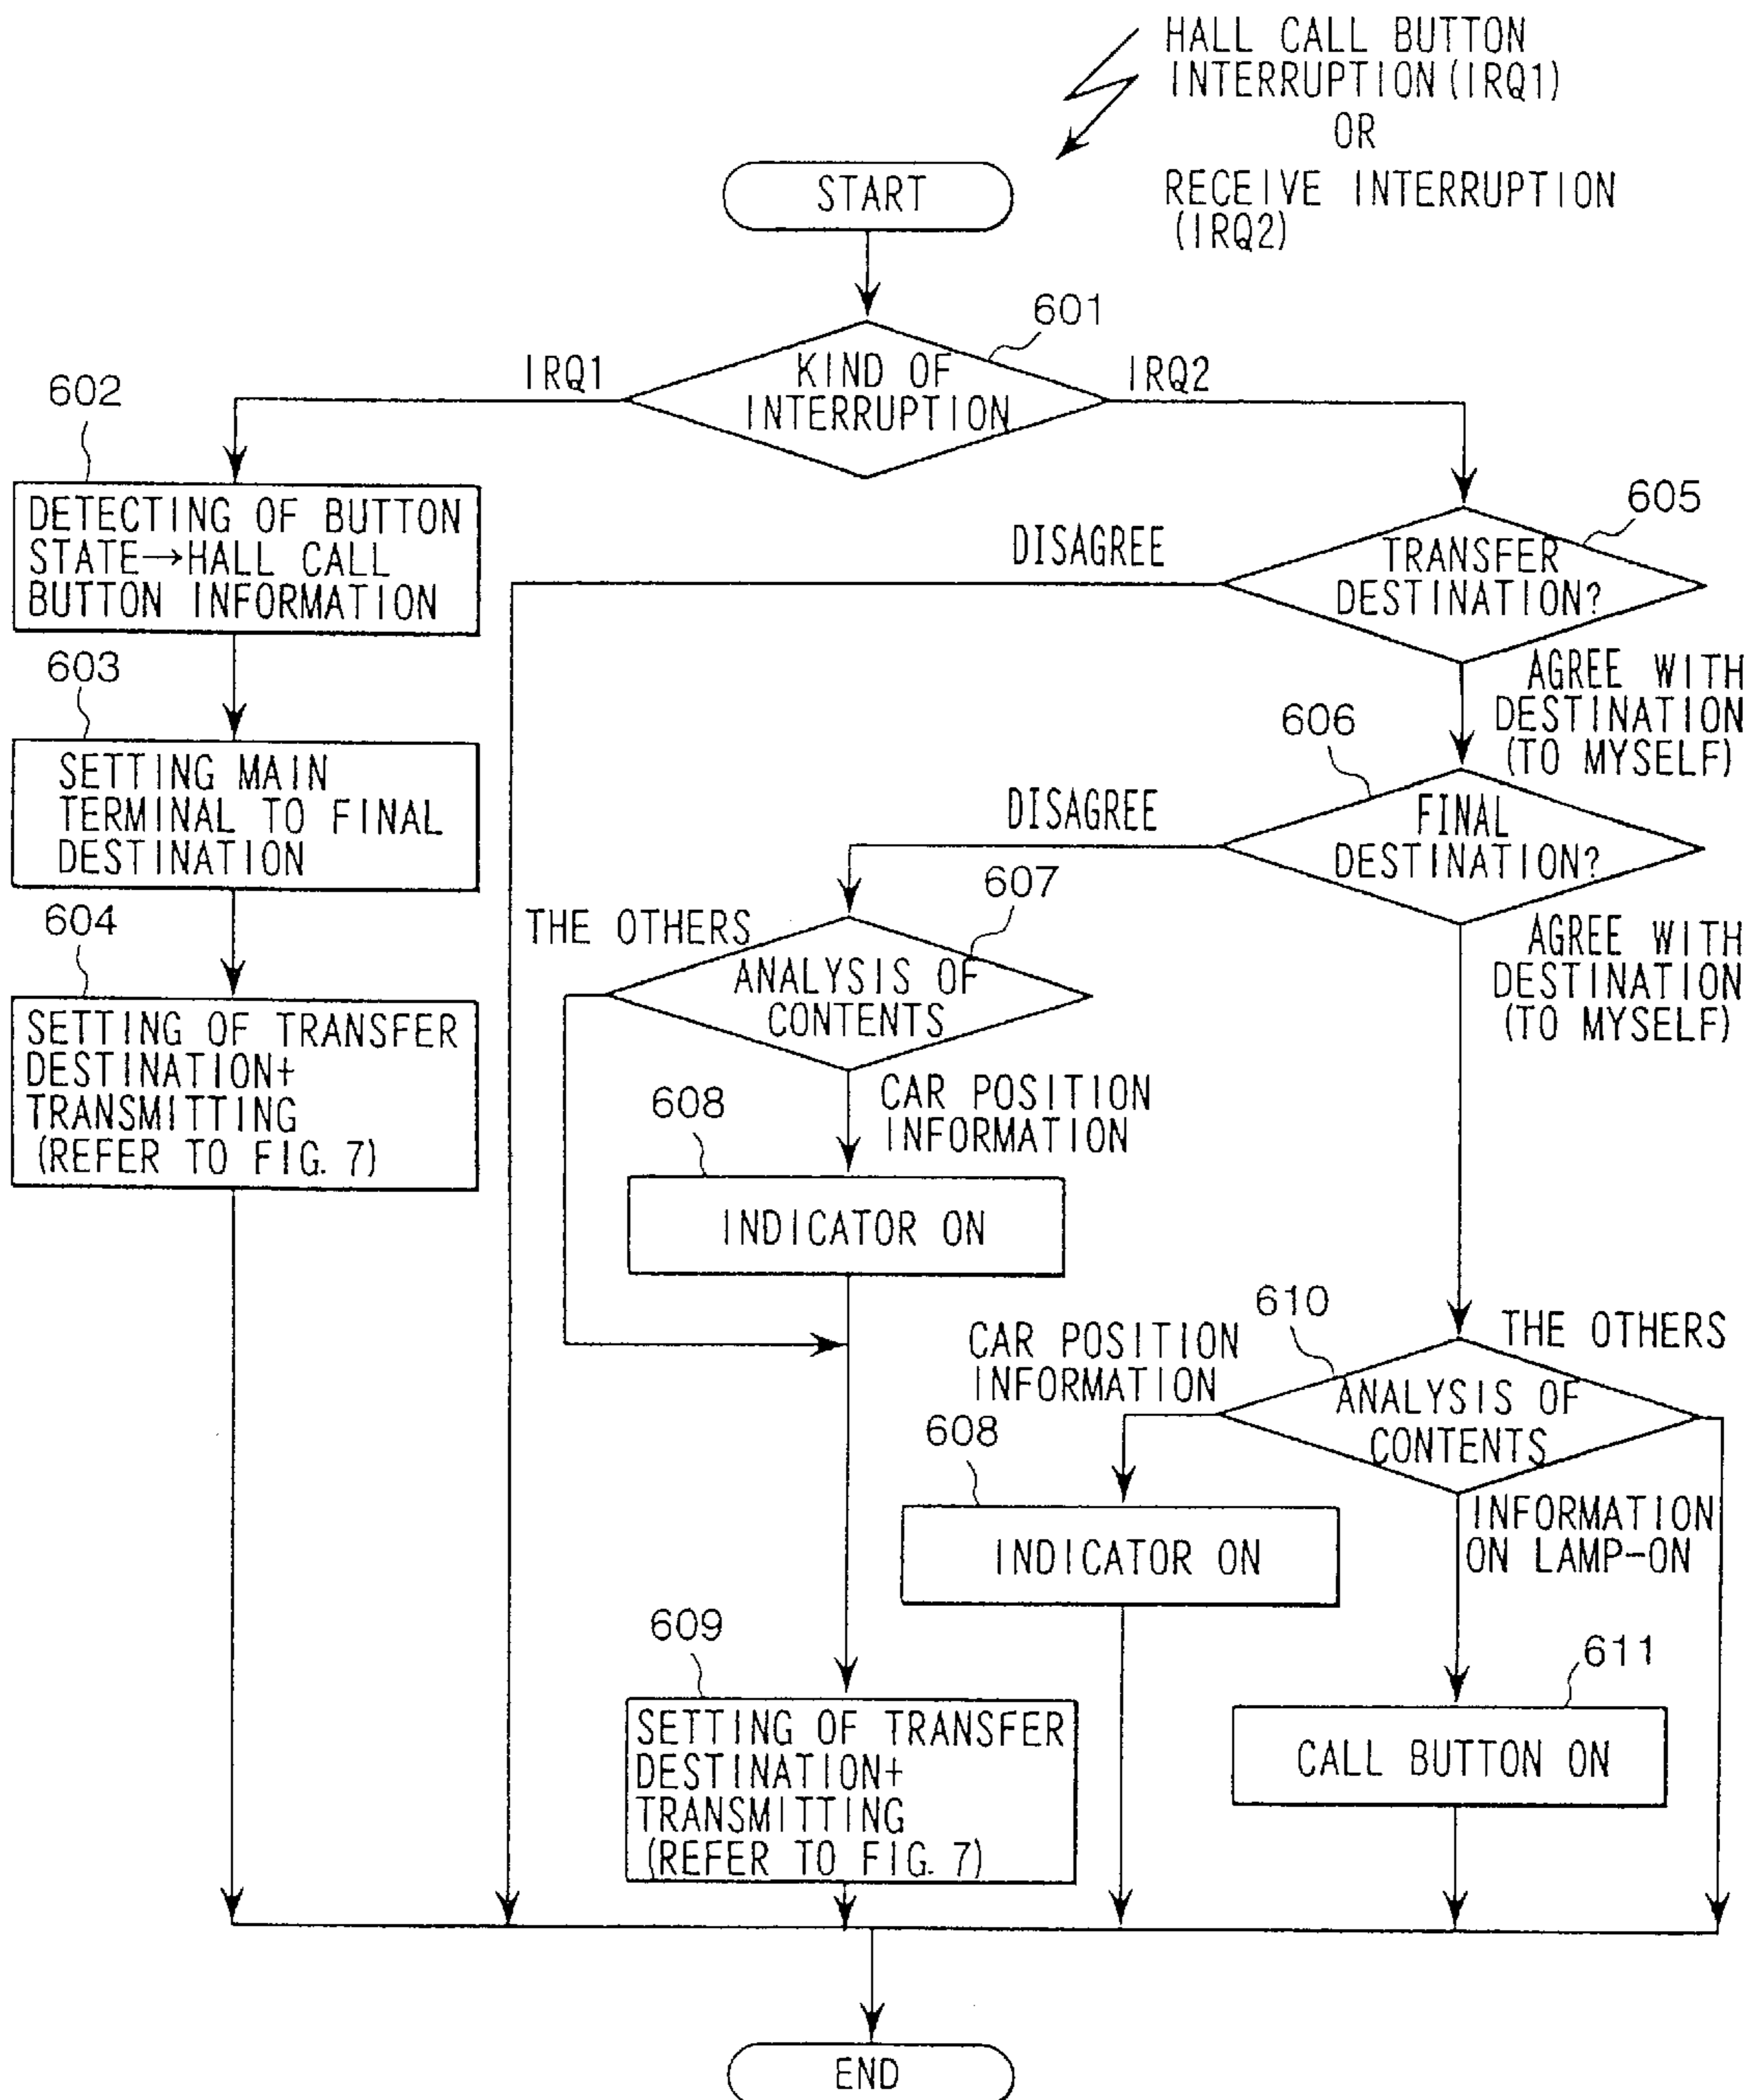 HALL CALL BUTTON
INTERRUPTION (IRQ1)
OR
RECEIVE INTERRUPTION
(IRQ2)
START
601
KIND OF
INTERRUPTION
IRQ1
IRQ2
602
DETECTING OF BUTTON
STATE→HALL CALL
BUTTON INFORMATION
603
SETTING MAIN
TERMINAL TO FINAL
DESTINATION
604
SETTING OF TRANSFER
DESTINATION+
TRANSMITTING
(REFER TO FIG. 7)
605
TRANSFER
DESTINATION?
DISAGREE
AGREE WITH
DESTINATION
(TO MYSELF)
606
FINAL
DESTINATION?
DISAGREE
AGREE WITH
DESTINATION
(TO MYSELF)
607
THE OTHERS
ANALYSIS OF
CONTENTS
CAR POSITION
INFORMATION
608
INDICATOR ON
609
SETTING OF TRANSFER
DESTINATION+
TRANSMITTING
(REFER TO FIG. 7)
610
THE OTHERS
CAR POSITION
INFORMATION
ANALYSIS OF
CONTENTS
608
INDICATOR ON
INFORMATION
ON LAMP-ON
611
CALL BUTTON ON
END